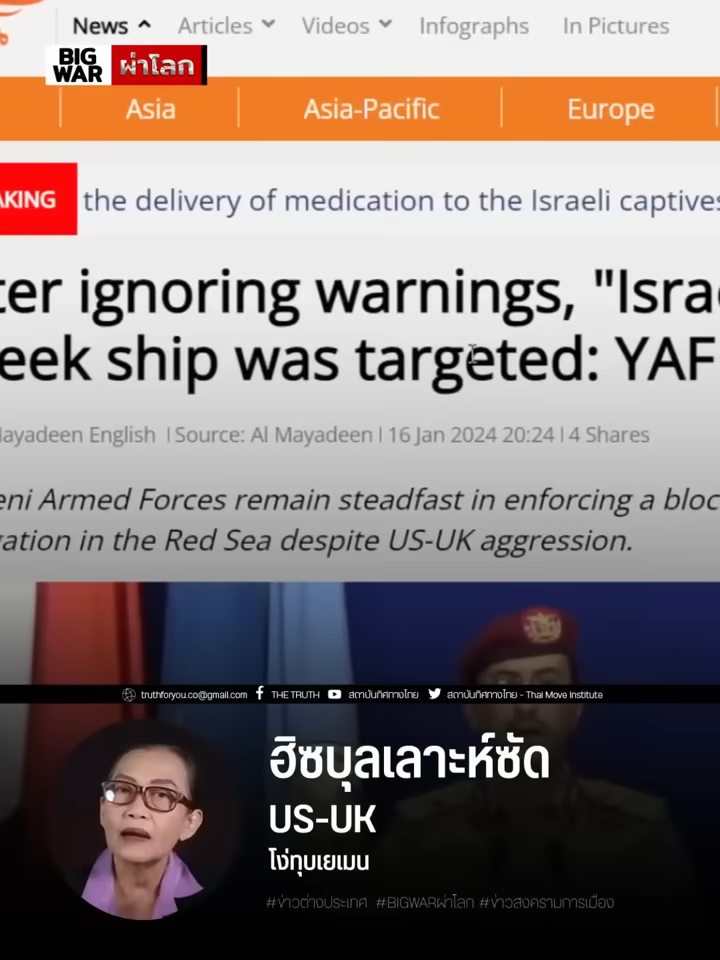 News Articles Videos Infographs In Pictures
BIG WAR ผ่าโลก
Asia Asia-Pacific Europe
AKING the delivery of medication to the Israeli captives
ter ignoring warnings, "Isra
eek ship was targeted: YAF
ayadeen English | Source: Al Mayadeen | 16 Jan 2024 20:24 | 4 Shares
eni Armed Forces remain steadfast in enforcing a bloc
ation in the Red Sea despite US-UK aggression.
truthforyou.co@gmail.com THE TRUTH สถาบันทิศทางไทย สถาบันทิศทางไทย - Thai Move Institute
ฮิซบุลเลาะห์ซัด
US-UK
โง่ทุบเยเมน
#ข่าวต่างประเทศ #BIGWARผ่าโลก #ข่าวสงครามการเมือง